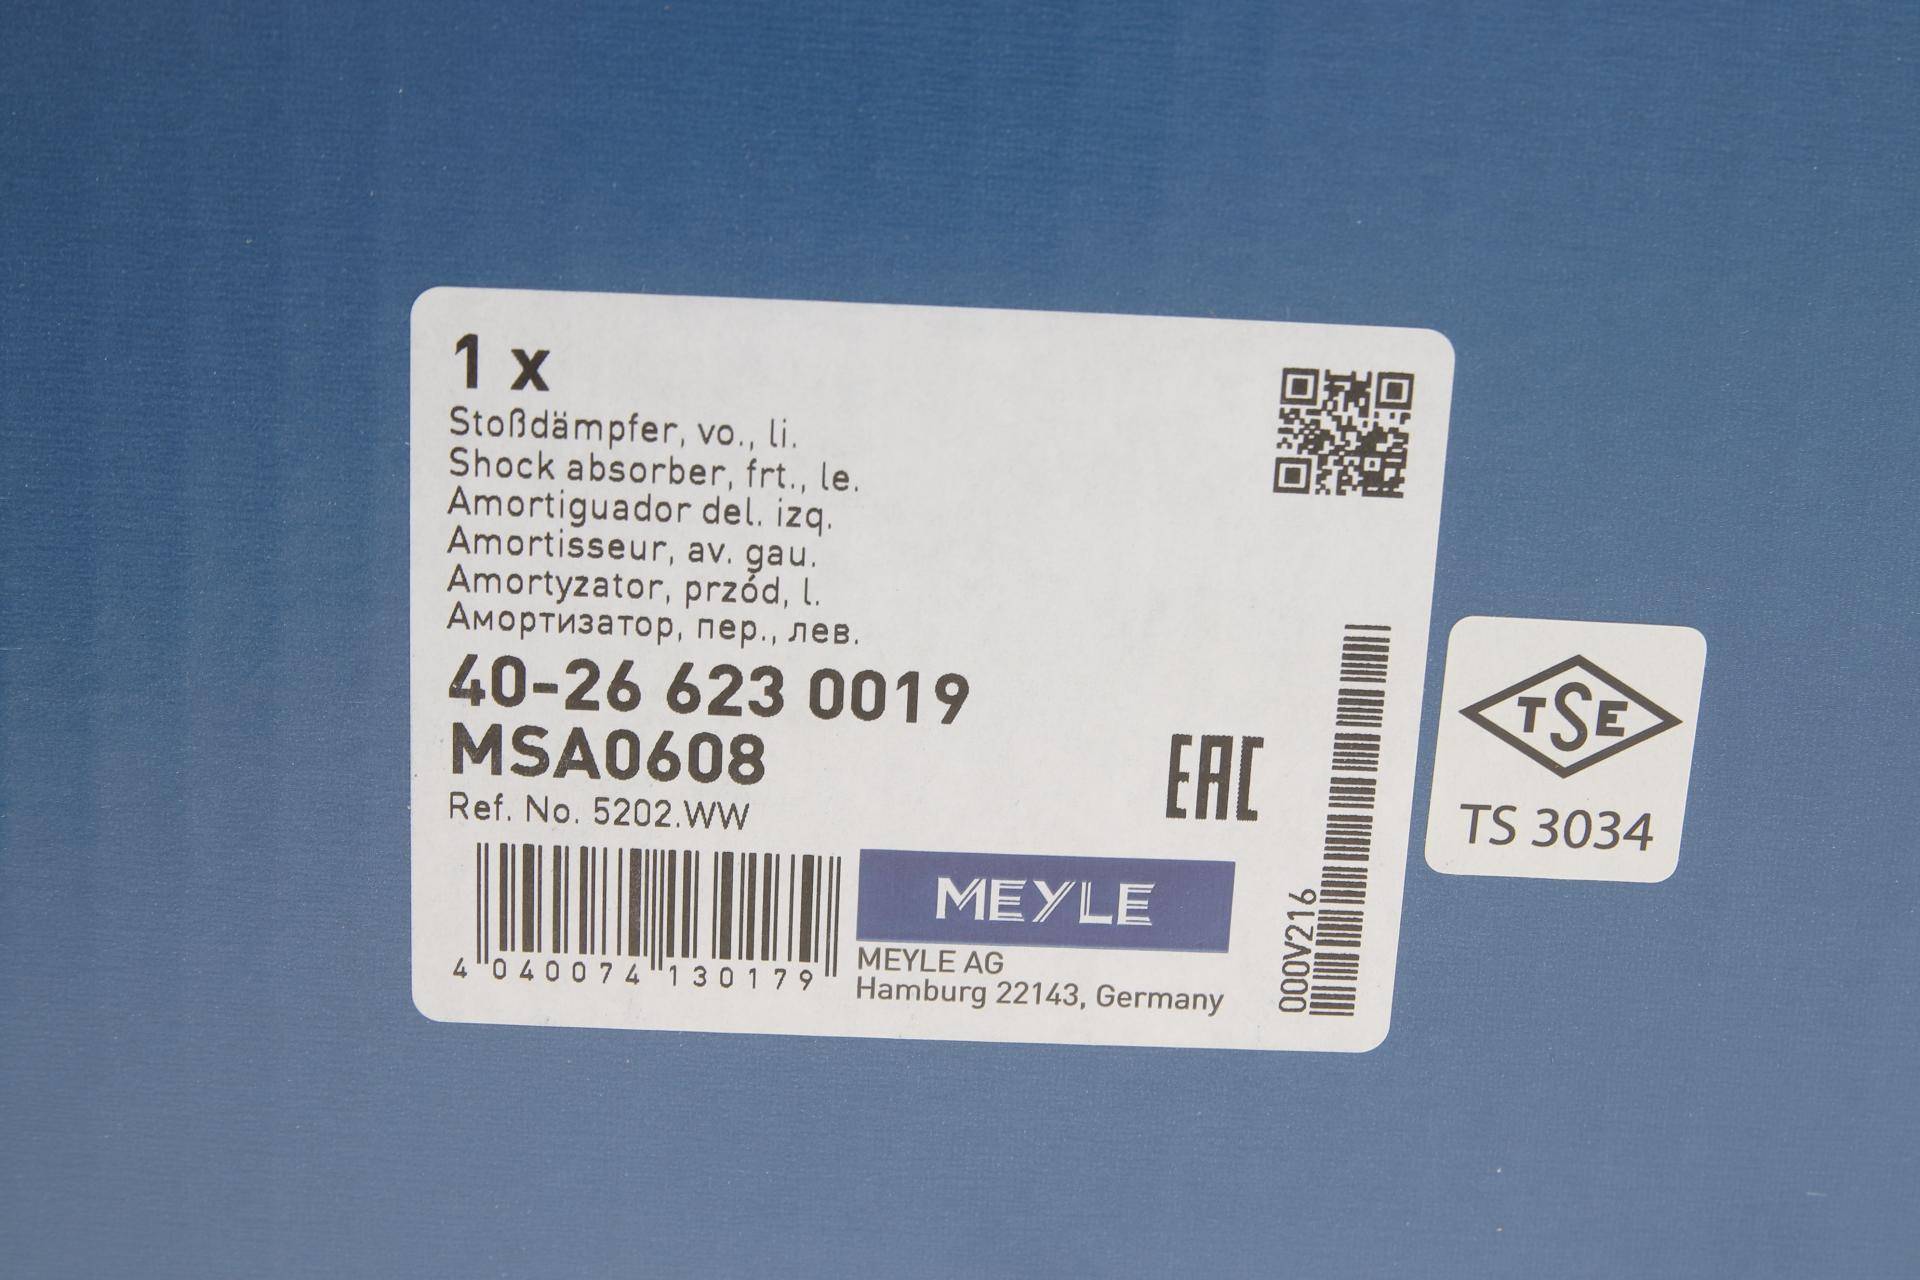 1 x
Stoßdämpfer, vo., li.
Shock absorber, frt., le.
Amortiguador del. izq.
Amortisseur, av. gau.
Amortyzator, przód, l.
Амортизатор, пер., лев.
40-26 623 0019
MSA0608
Ref. No. 5202.WW
EAC
4 040074 130179
MEYLE
MEYLE AG
Hamburg 22143, Germany
000V216
TSE
TS 3034